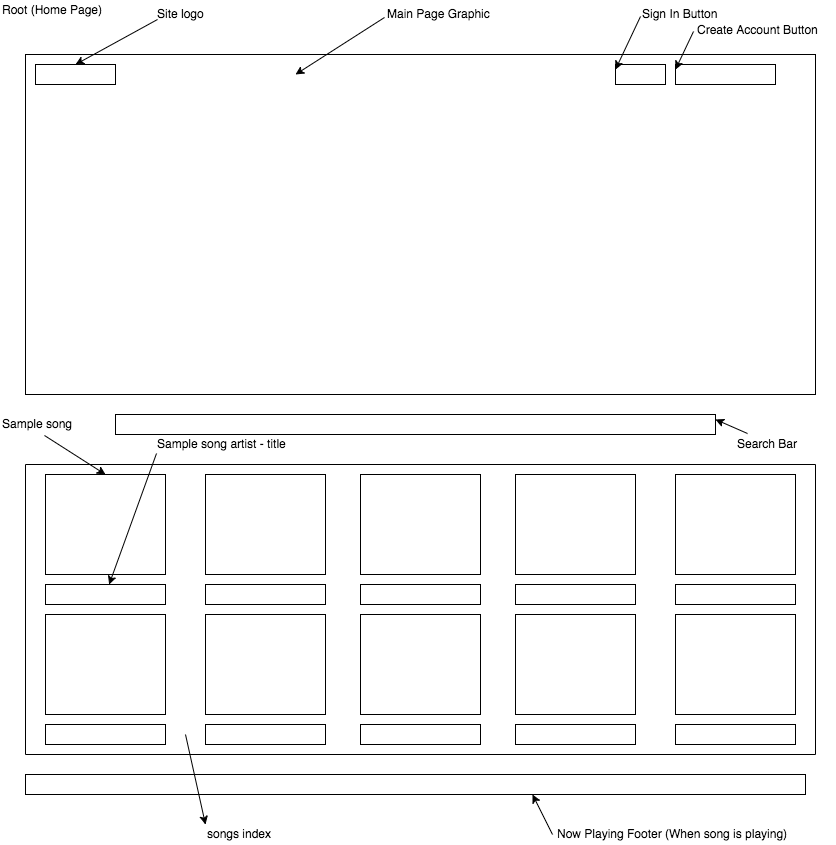 Root (Home Page)
Site logo
Main Page Graphic
Sign In Button
Create Account Button
Sample song
Sample song artist - title
Search Bar
songs index
Now Playing Footer (When song is playing)